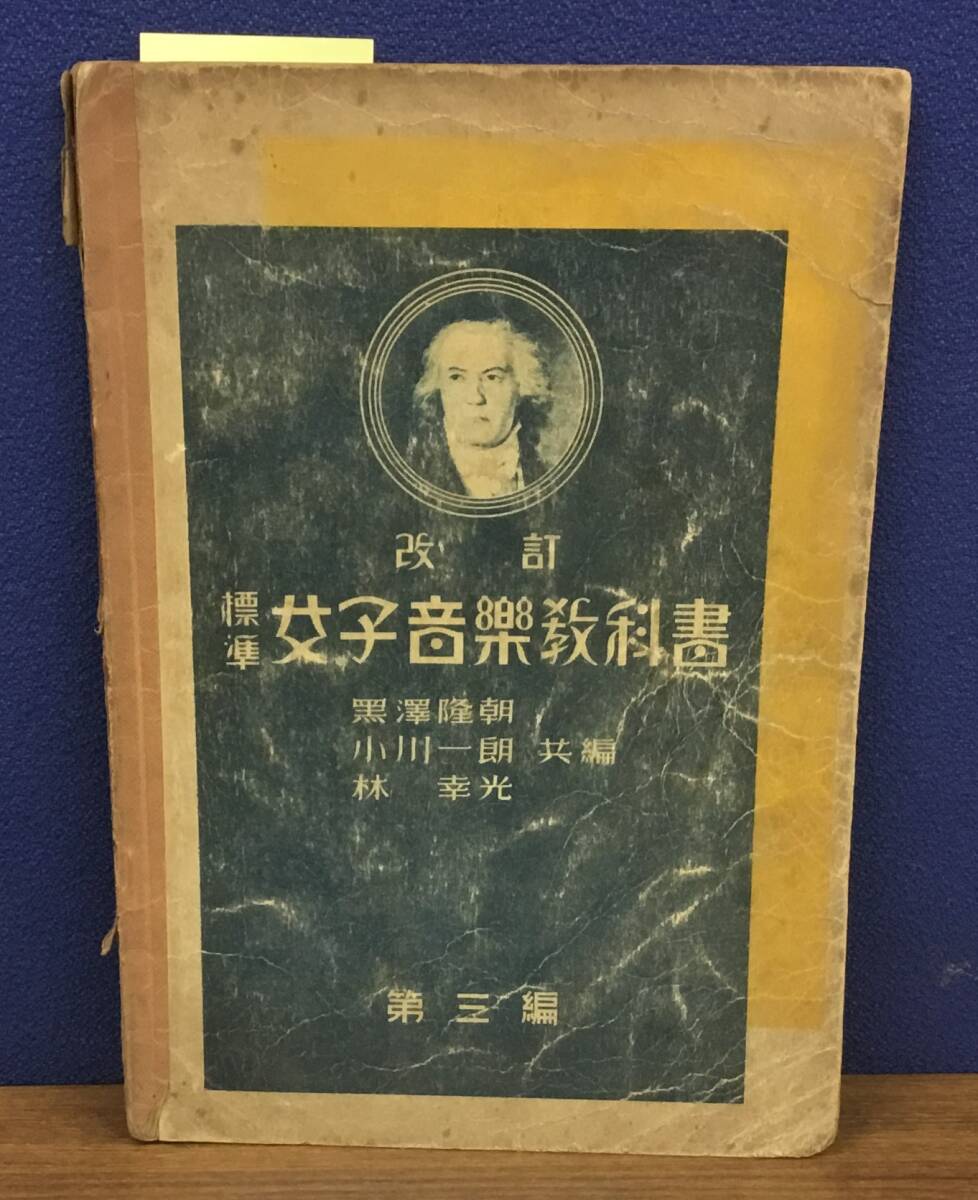 改訂
標準 女子音樂教科書
黑澤隆朝
小川一朗 共編
林 幸光
第三編